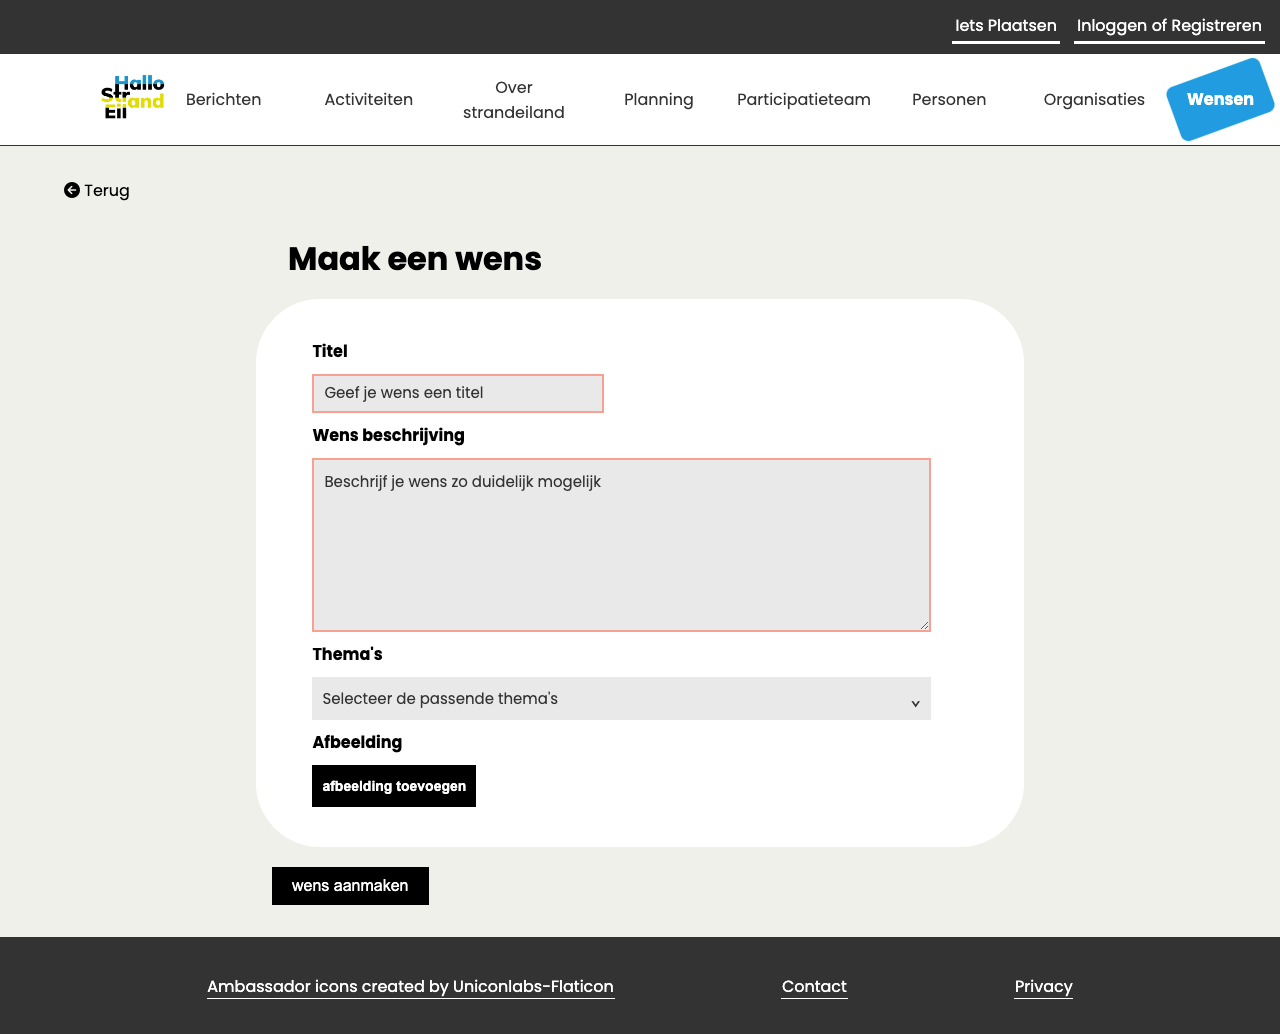 Iets Plaatsen Inloggen of Registreren
Hallo
Str
and
Eil
Berichten Activiteiten Over strandeiland Planning Participatieteam Personen Organisaties Wensen
Terug
Maak een wens
Titel
Geef je wens een titel
Wens beschrijving
Beschrijf je wens zo duidelijk mogelijk
Thema's
Selecteer de passende thema's
Afbeelding
afbeelding toevoegen
wens aanmaken
Ambassador icons created by Uniconlabs-Flaticon Contact Privacy